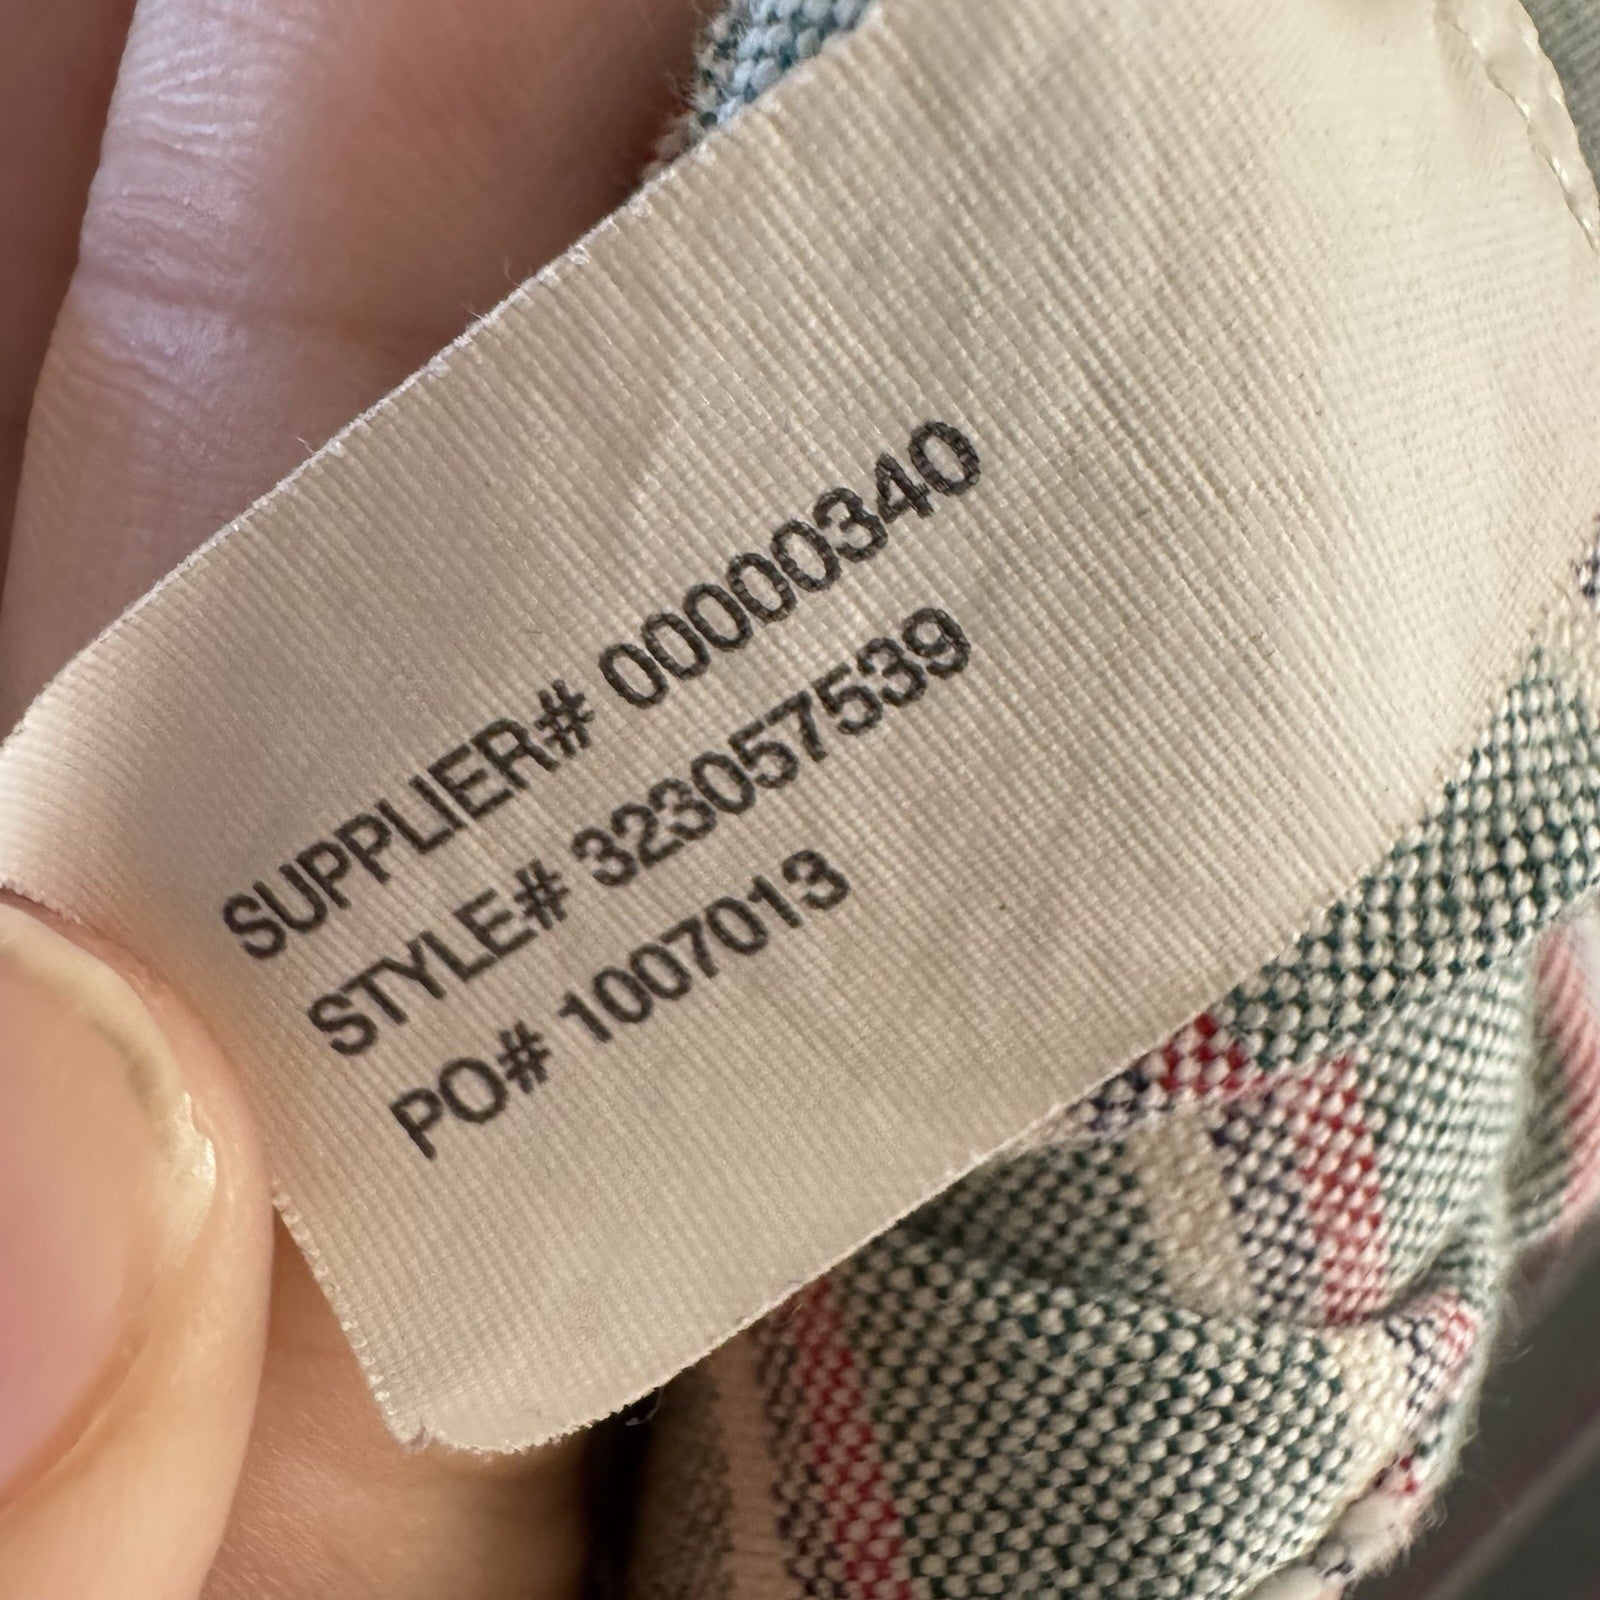 SUPPLIER# 00000340
STYLE# 323057539
PO# 1007013